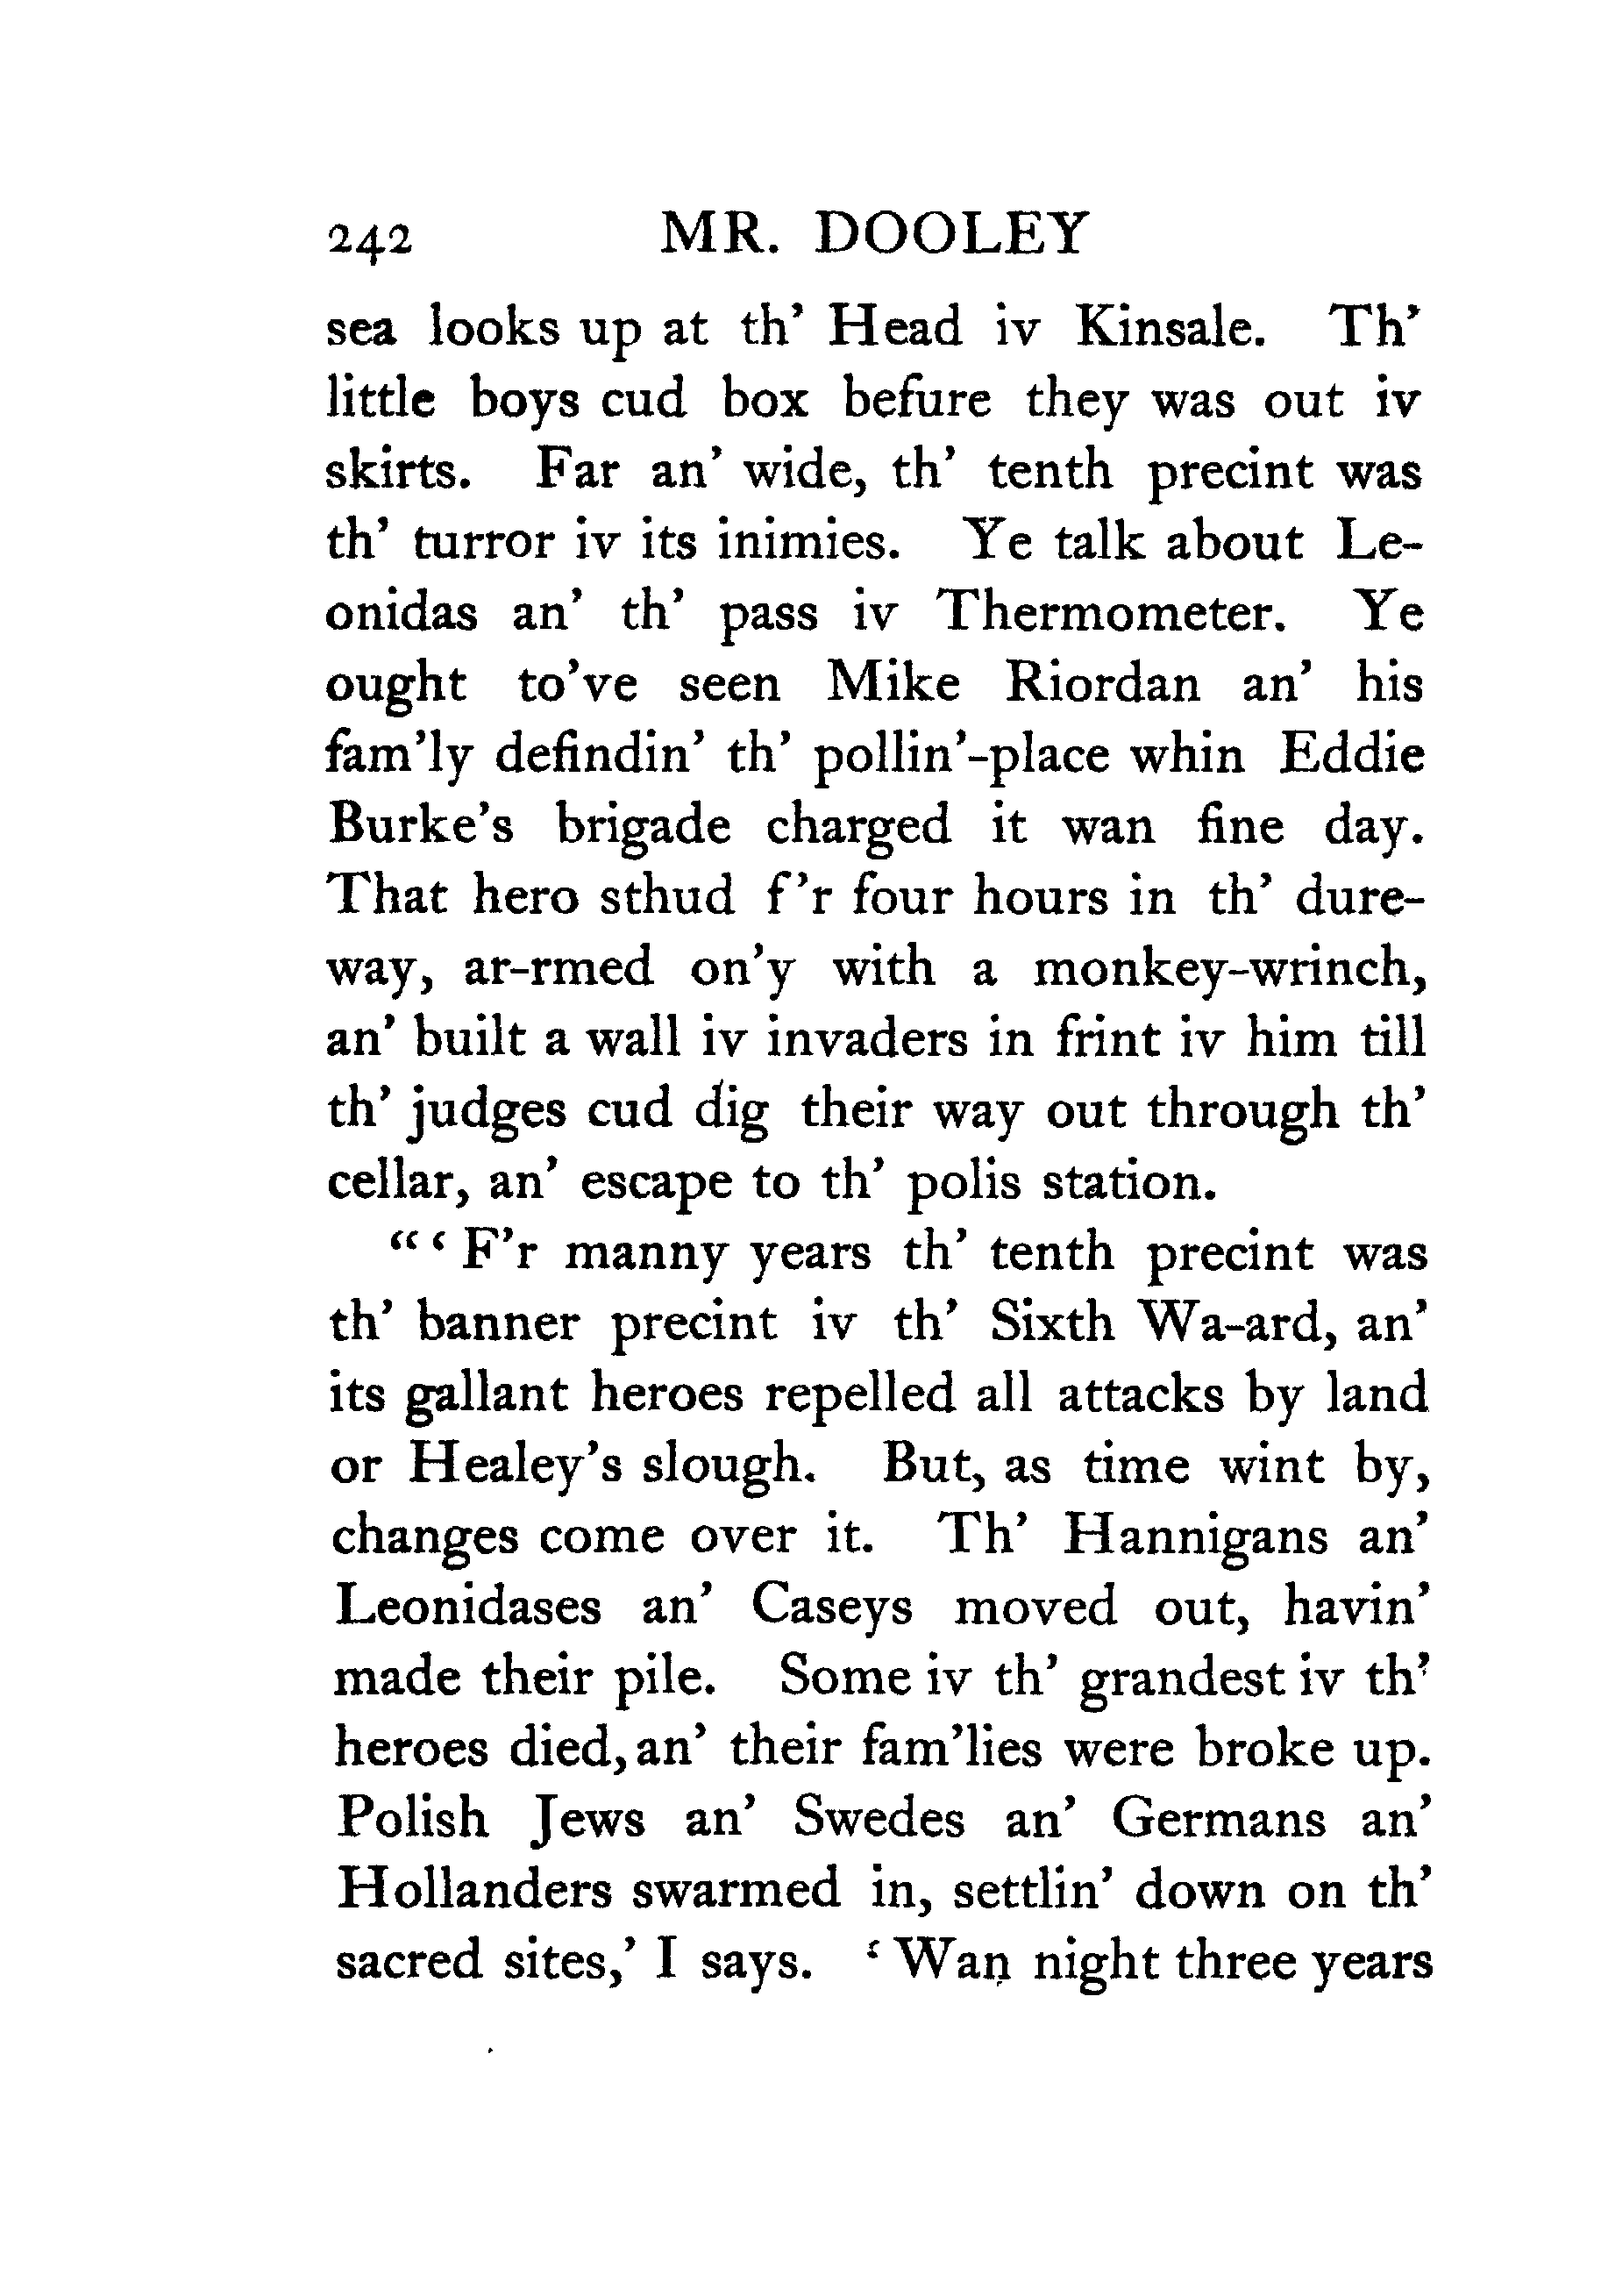 242 MR. DOOLEY
sea looks up at th' Head iv Kinsale. Th'
little boys cud box befure they was out iv
skirts. Far an' wide, th' tenth precint was
th' turror iv its inimies. Ye talk about Le-
onidas an' th' pass iv Thermometer. Ye
ought to've seen Mike Riordan an' his
fam'ly defindin' th' pollin'-place whin Eddie
Burke's brigade charged it wan fine day.
That hero sthud f'r four hours in th' dure-
way, ar-rmed on'y with a monkey-wrinch,
an' built a wall iv invaders in frint iv him till
th' judges cud dig their way out through th'
cellar, an' escape to th' polis station.
"'F'r manny years th' tenth precint was
th' banner precint iv th' Sixth Wa-ard, an'
its gallant heroes repelled all attacks by land
or Healey's slough. But, as time wint by,
changes come over it. Th' Hannigans an'
Leonidases an' Caseys moved out, havin'
made their pile. Some iv th' grandest iv th'
heroes died, an' their fam'lies were broke up.
Polish Jews an' Swedes an' Germans an'
Hollanders swarmed in, settlin' down on th'
sacred sites,' I says. 'Wan night three years